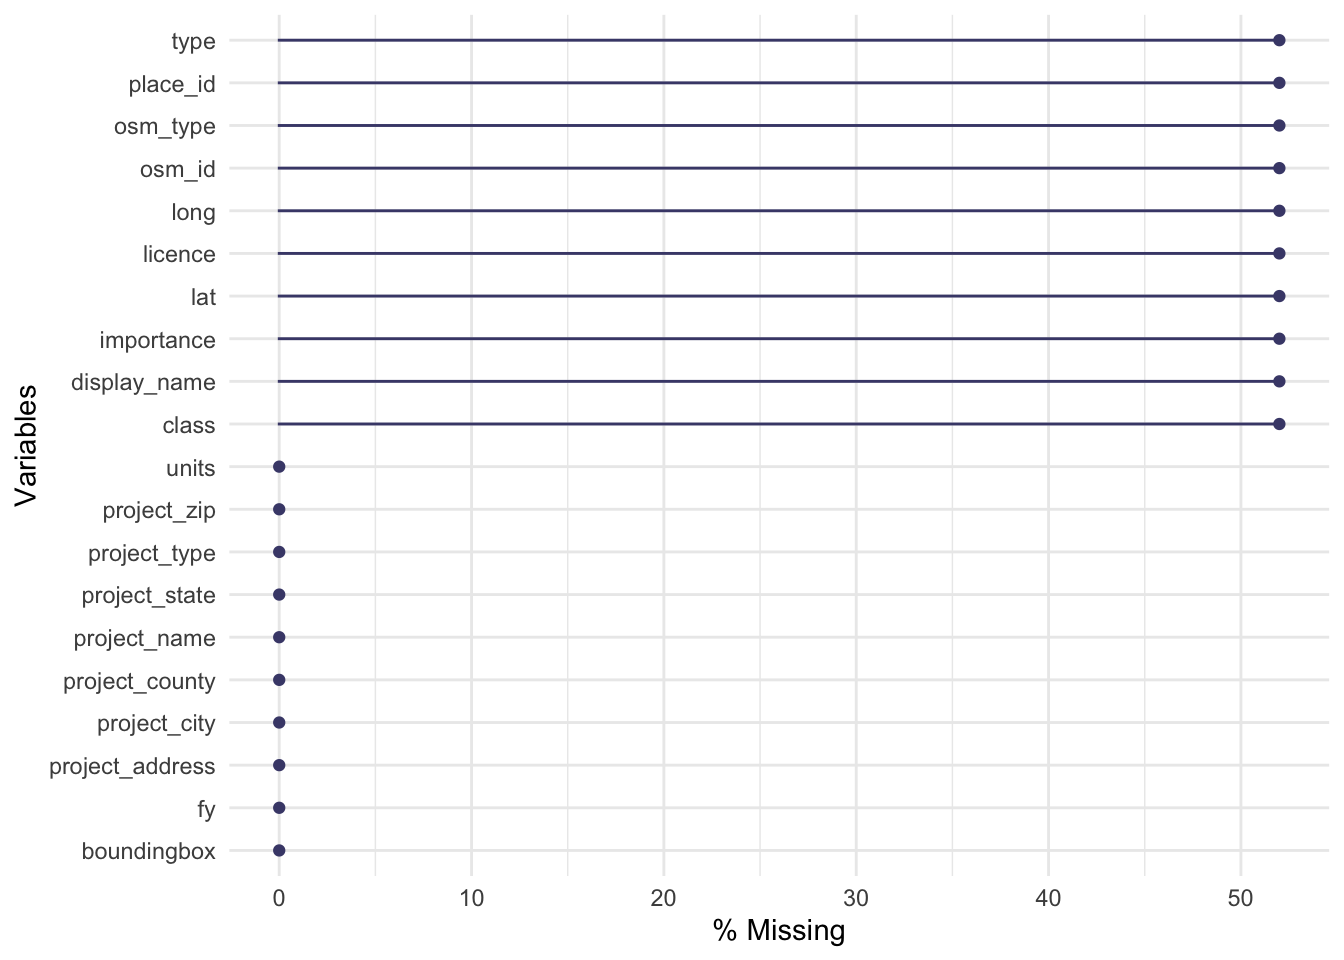 type
place_id
osm_type
osm_id
long
licence
lat
importance
display_name
class
units
project_zip
project_type
project_state
project_name
project_county
project_city
project_address
fy
boundingbox
Variables
0 10 20 30 40 50
% Missing